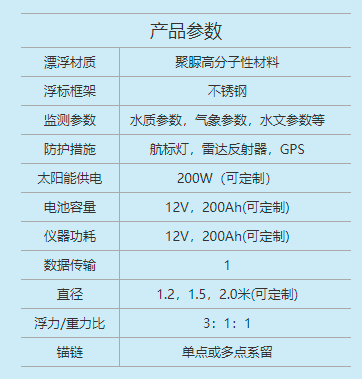 产品参数
漂浮材质 聚脲高分子性材料
浮标框架 不锈钢
监测参数 水质参数，气象参数，水文参数等
防护措施 航标灯，雷达反射器，GPS
太阳能供电 200W（可定制）
电池容量 12V，200Ah(可定制)
仪器功耗 12V，200Ah(可定制)
数据传输 1
直径 1.2，1.5，2.0米(可定制)
浮力/重力比 3：1：1
锚链 单点或多点系留